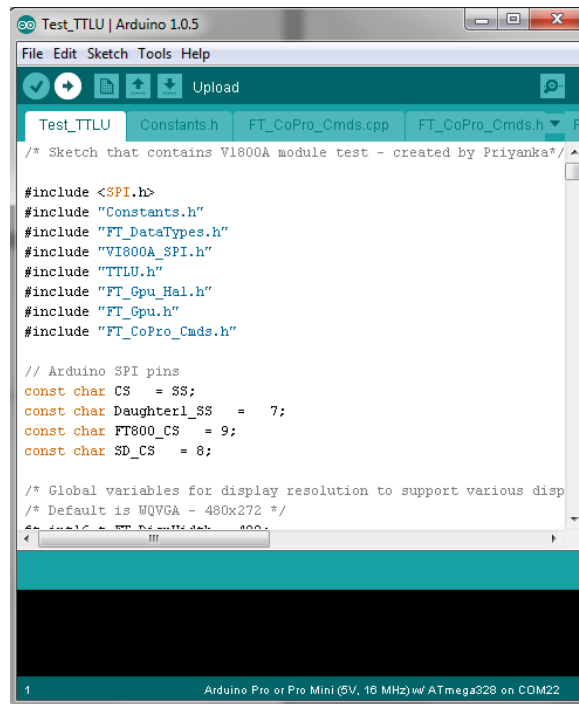 Test_TTLU | Arduino 1.0.5
File Edit Sketch Tools Help
Upload
Test_TTLU Constants.h FT_CoPro_Cmds.cpp FT_CoPro_Cmds.h F
/* Sketch that contains V1800A module test - created by Priyanka*/
#include <SPI.h>
#include "Constants.h"
#include "FT_DataTypes.h"
#include "VI800A_SPI.h"
#include "TTLU.h"
#include "FT_Gpu_Hal.h"
#include "FT_Gpu.h"
#include "FT_CoPro_Cmds.h"
// Arduino SPI pins
const char CS = SS;
const char Daughter1_SS = 7;
const char FT800_CS = 9;
const char SD_CS = 8;
/* Global variables for display resolution to support various disp
/* Default is WQVGA - 480x272 */
ft_int16_t FT_DispWidth = 480;
1 Arduino Pro or Pro Mini (5V, 16 MHz) w/ ATmega328 on COM22